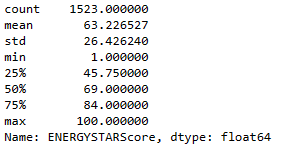 count    1523.000000
mean       63.226527
std        26.426240
min         1.000000
25%        45.750000
50%        69.000000
75%        84.000000
max       100.000000
Name: ENERGYSTARScore, dtype: float64